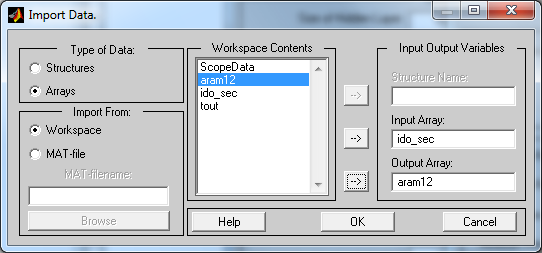 Import Data.
Type of Data:
Structures
Arrays
Import From:
Workspace
MAT-file
MAT-filename:
Browse
Workspace Contents
ScopeData
aram12
ido_sec
tout
-->
-->
-->
Input Output Variables
Structure Name:
Input Array:
ido_sec
Output Array:
aram12
Help
OK
Cancel